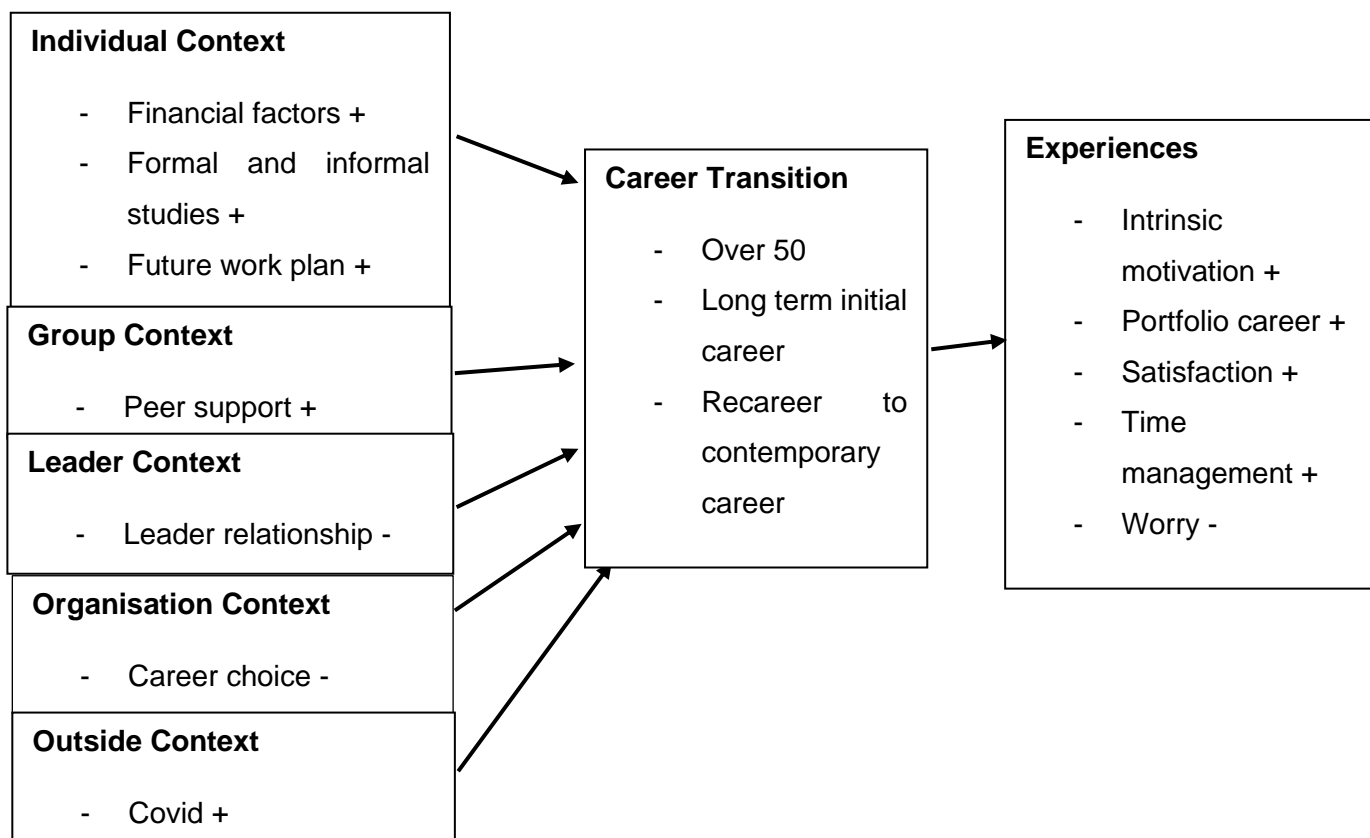 Individual Context
- Financial factors +
- Formal and informal
studies +
- Future work plan +
Group Context
- Peer support +
Leader Context
- Leader relationship -
Organisation Context
- Career choice -
Outside Context
- Covid +
Career Transition
- Over 50
- Long term initial
career
- Recareer to
contemporary
career
Experiences
- Intrinsic
motivation +
- Portfolio career +
- Satisfaction +
- Time
management +
- Worry -